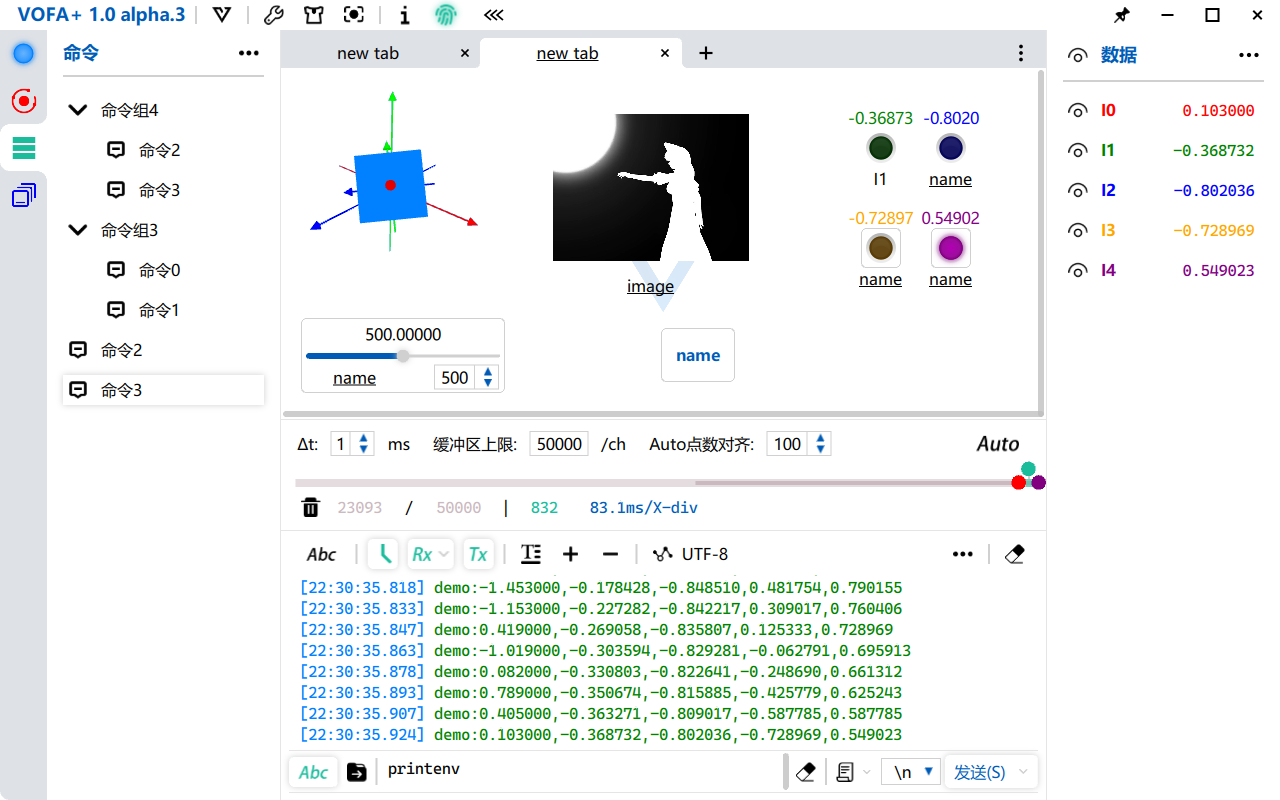 VOFA+ 1.0 alpha.3
命令
命令组4
命令2
命令3
命令组3
命令0
命令1
命令2
命令3
new tab
new tab
-0.36873 -0.8020
I1 name
-0.72897 0.54902
name name
image
500.00000
name 500
name
Δt: 1 ms 缓冲区上限: 50000 /ch Auto点数对齐: 100 Auto
23093 / 50000 | 832 83.1ms/X-div
Abc Rx Tx UTF-8
[22:30:35.818] demo:-1.453000,-0.178428,-0.848510,0.481754,0.790155
[22:30:35.833] demo:-1.153000,-0.227282,-0.842217,0.309017,0.760406
[22:30:35.847] demo:0.419000,-0.269058,-0.835807,0.125333,0.728969
[22:30:35.863] demo:-1.019000,-0.303594,-0.829281,-0.062791,0.695913
[22:30:35.878] demo:0.082000,-0.330803,-0.822641,-0.248690,0.661312
[22:30:35.893] demo:0.789000,-0.350674,-0.815885,-0.425779,0.625243
[22:30:35.907] demo:0.405000,-0.363271,-0.809017,-0.587785,0.587785
[22:30:35.924] demo:0.103000,-0.368732,-0.802036,-0.728969,0.549023
Abc printenv \n 发送(S)
数据
I0 0.103000
I1 -0.368732
I2 -0.802036
I3 -0.728969
I4 0.549023